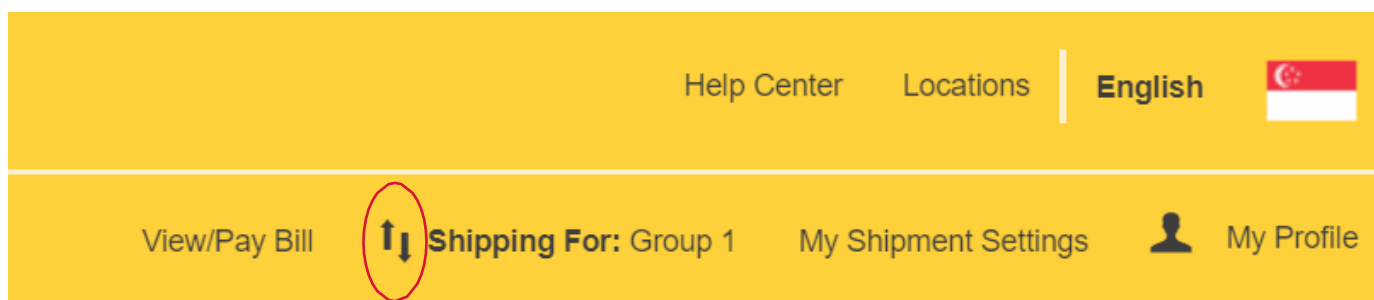 Help Center Locations English
View/Pay Bill Shipping For: Group 1 My Shipment Settings My Profile